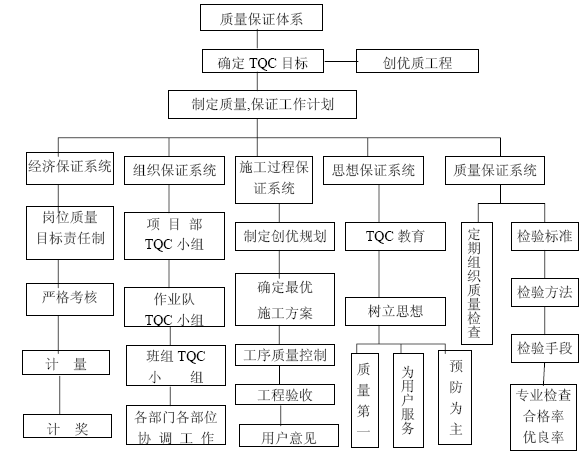 质量保证体系
确定 TQC 目标
创优质工程
制定质量,保证工作计划
经济保证系统
组织保证系统
施工过程保
证系统
思想保证系统
质量保证系统
岗位质量
目标责任制
严格考核
计 量
计 奖
项 目 部
TQC 小组
作业队
TQC 小组
班组 TQC
小 组
各部门各部位
协 调 工 作
制定创优规划
确定最优
施工方案
工序质量控制
工程验收
用户意见
TQC 教育
树立思想
质量第一
为用户服务
预防为主
定期组织质量检查
检验标准
检验方法
检验手段
专业检查
合格率
优良率